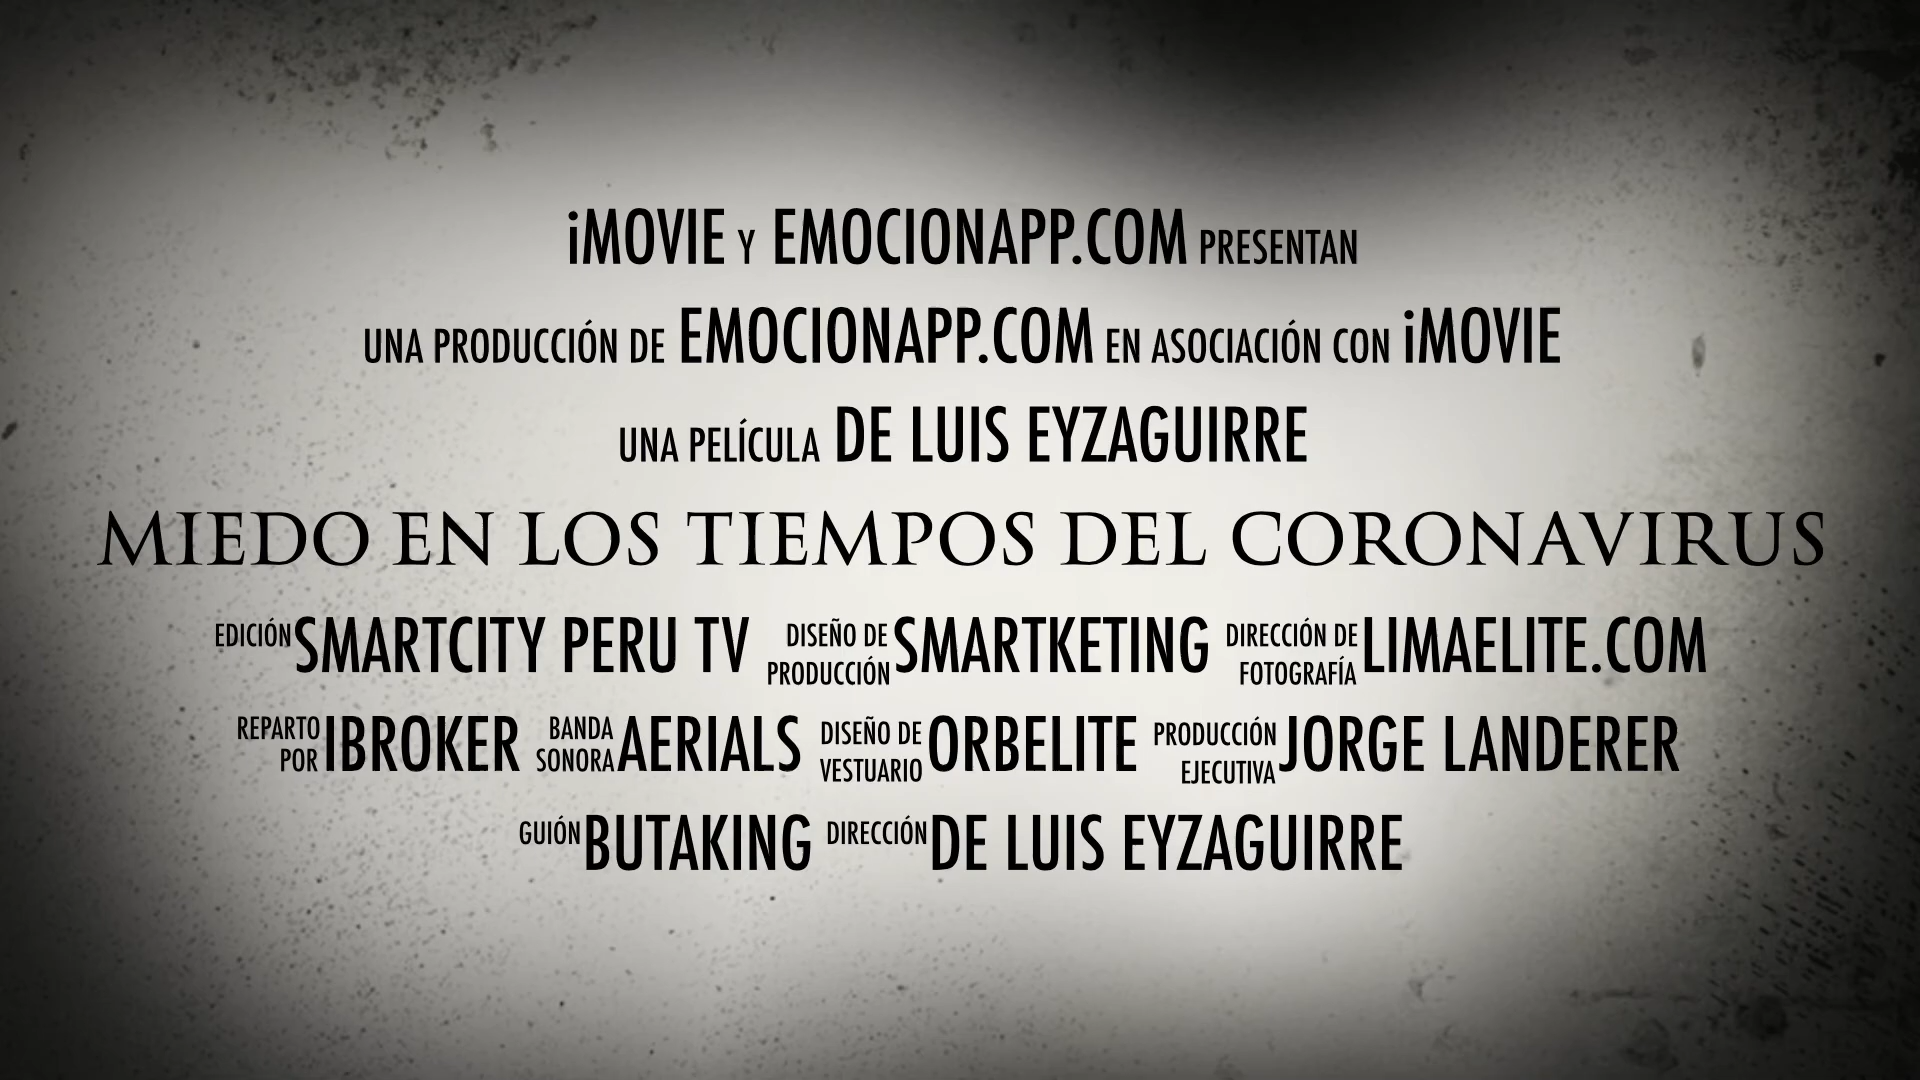 iMOVIE Y EMOCIONAPP.COM PRESENTAN
UNA PRODUCCIÓN DE EMOCIONAPP.COM EN ASOCIACIÓN CON iMOVIE
UNA PELÍCULA DE LUIS EYZAGUIRRE
MIEDO EN LOS TIEMPOS DEL CORONAVIRUS
EDICIÓN SMARTCITY PERU TV DISEÑO DE PRODUCCIÓN SMARTKETING DIRECCIÓN DE FOTOGRAFÍA LIMAELITE.COM
REPARTO POR IBROKER BANDA SONORA AERIALS DISEÑO DE VESTUARIO ORBELITE PRODUCCIÓN EJECUTIVA JORGE LANDERER
GUIÓN BUTAKING DIRECCIÓN DE LUIS EYZAGUIRRE